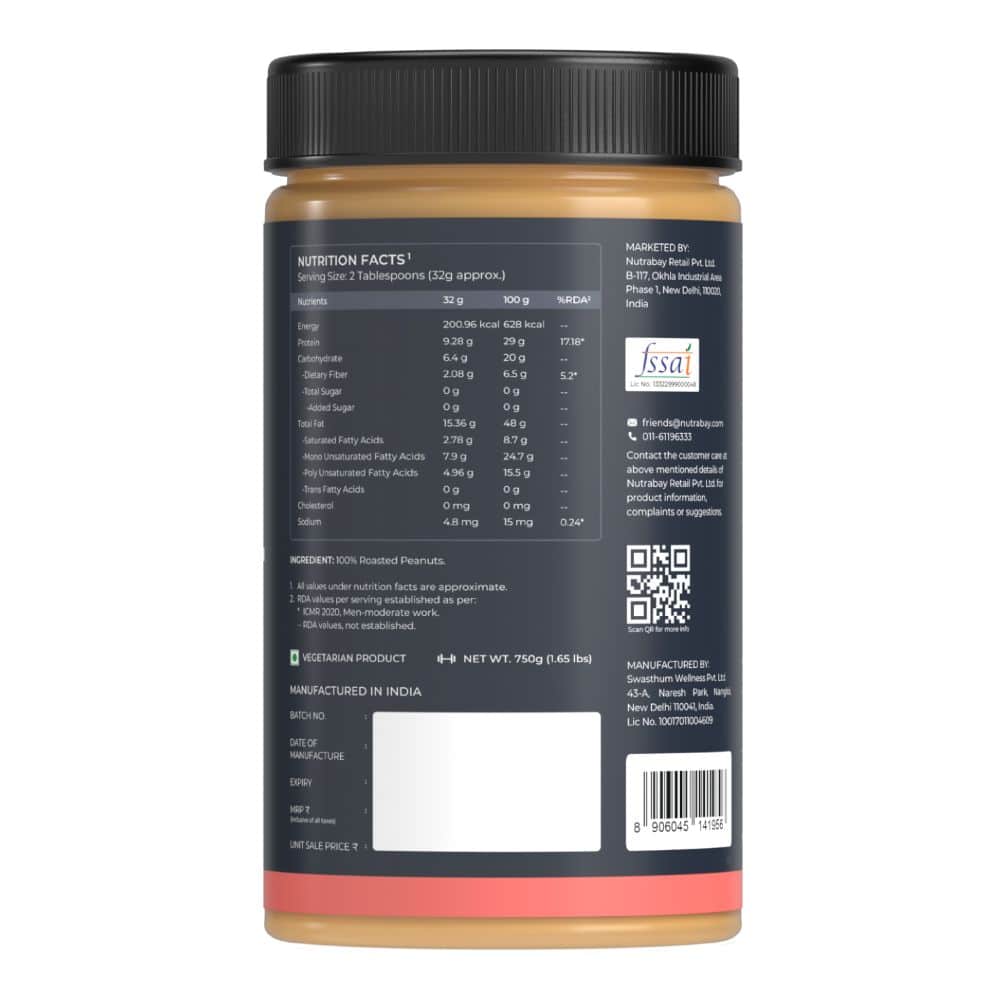 NUTRITION FACTS¹
Serving Size: 2 Tablespoons (32g approx.)
Nutrients 32 g 100 g %RDA²
Energy 200.96 kcal 628 kcal --
Protein 9.28 g 29 g 17.18*
Carbohydrate 6.4 g 20 g --
-Dietary Fiber 2.08 g 6.5 g 5.2*
-Total Sugar 0 g 0 g --
-Added Sugar 0 g 0 g --
Total Fat 15.36 g 48 g --
-Saturated Fatty Acids 2.78 g 8.7 g --
-Mono Unsaturated Fatty Acids 7.9 g 24.7 g --
-Poly Unsaturated Fatty Acids 4.96 g 15.5 g --
-Trans Fatty Acids 0 g 0 g --
Cholesterol 0 mg 0 mg --
Sodium 4.8 mg 15 mg 0.24*
INGREDIENT: 100% Roasted Peanuts.
1. All values under nutrition facts are approximate.
2. RDA values per serving established as per:
* ICMR 2020, Men-moderate work.
-- RDA values, not established.
VEGETARIAN PRODUCT
NET WT. 750g (1.65 lbs)
MANUFACTURED IN INDIA
BATCH NO. :
DATE OF
MANUFACTURE :
EXPIRY :
MRP ₹ :
(Inclusive of all taxes)
UNIT SALE PRICE ₹ :
MARKETED BY:
Nutrabay Retail Pvt. Ltd.
B-117, Okhla Industrial Area
Phase 1, New Delhi, 110020,
India
fssai
Lic No. 13322999000048
friends@nutrabay.com
011-61196333
Contact the customer care at
above mentioned details of
Nutrabay Retail Pvt. Ltd. for
product information,
complaints or suggestions.
Scan QR for more info
MANUFACTURED BY:
Swasthum Wellness Pvt. Ltd.
43-A, Naresh Park, Nangloi,
New Delhi 110041, India.
Lic No. 10017011004609
8 906045 141956